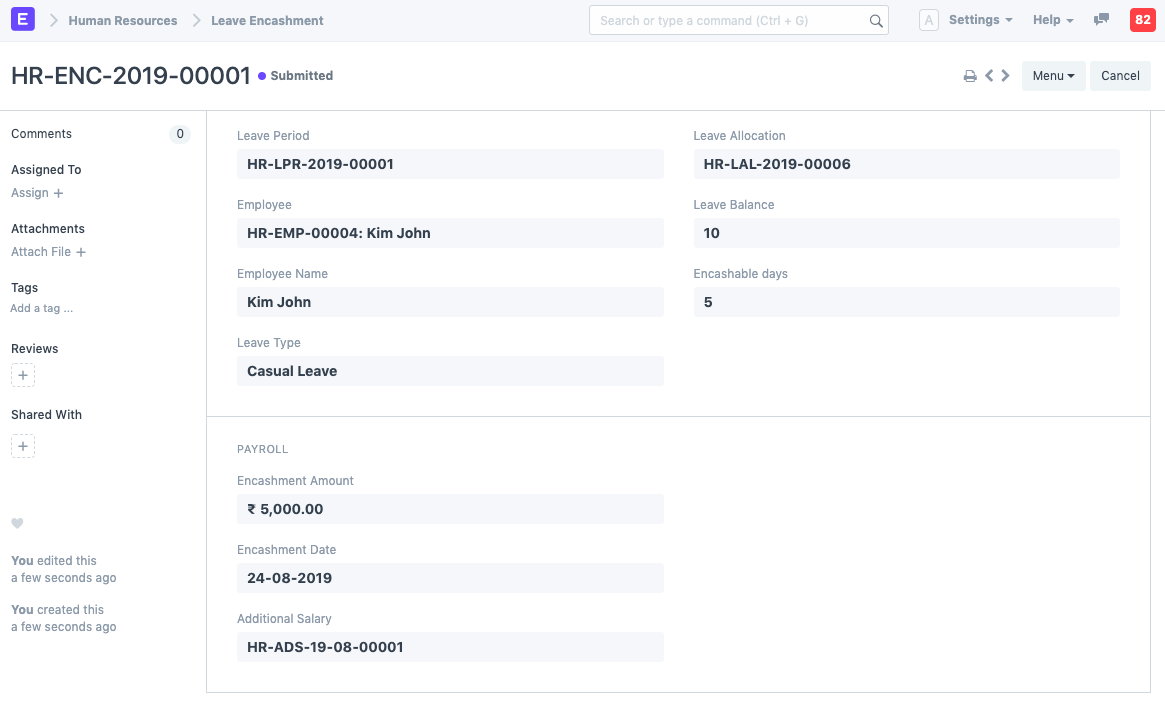 E Human Resources Leave Encashment Search or type a command (Ctrl + G) A Settings Help 82
HR-ENC-2019-00001 Submitted Menu Cancel
Comments 0
Assigned To
Assign +
Attachments
Attach File +
Tags
Add a tag ...
Reviews
+
Shared With
+
You edited this
a few seconds ago
You created this
a few seconds ago
Leave Period
HR-LPR-2019-00001
Employee
HR-EMP-00004: Kim John
Employee Name
Kim John
Leave Type
Casual Leave
Leave Allocation
HR-LAL-2019-00006
Leave Balance
10
Encashable days
5
PAYROLL
Encashment Amount
₹ 5,000.00
Encashment Date
24-08-2019
Additional Salary
HR-ADS-19-08-00001